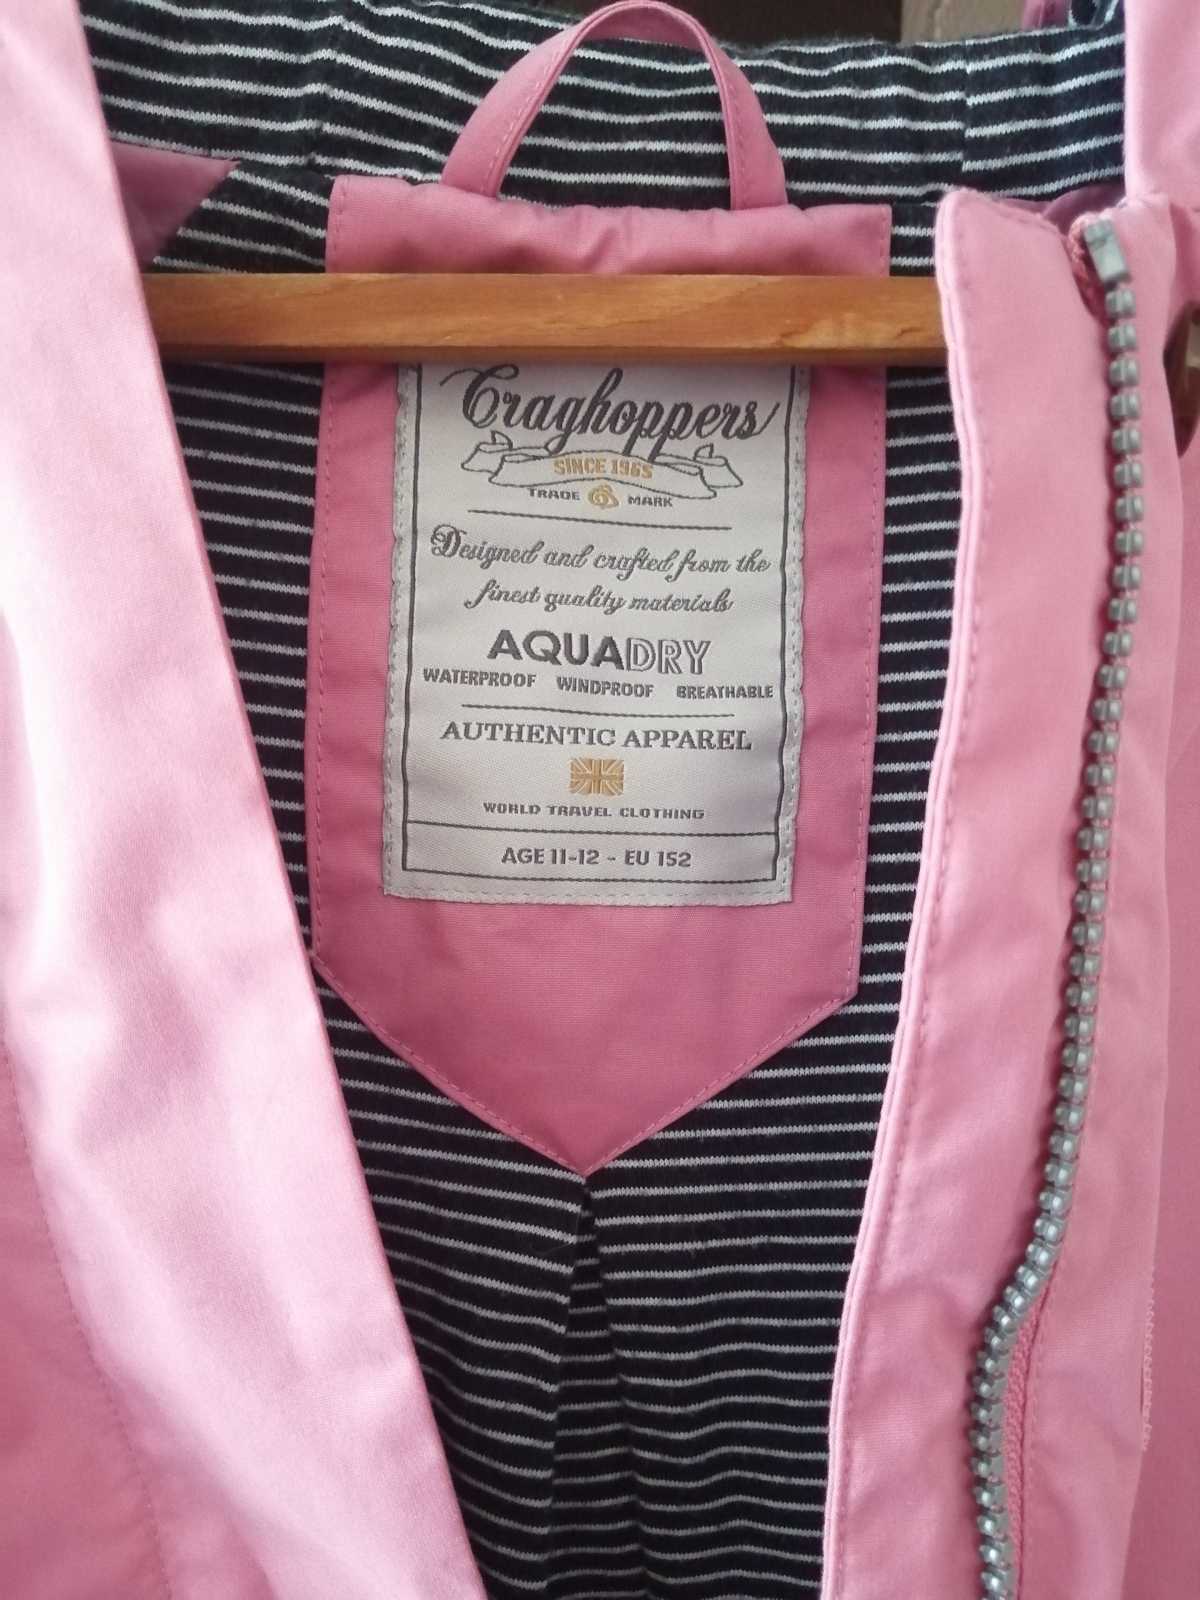 Craghoppers
SINCE 1965
TRADE MARK
Designed and crafted from the
finest quality materials
AQUADRY
WATERPROOF WINDPROOF BREATHABLE
AUTHENTIC APPAREL
WORLD TRAVEL CLOTHING
AGE 11-12 - EU 152